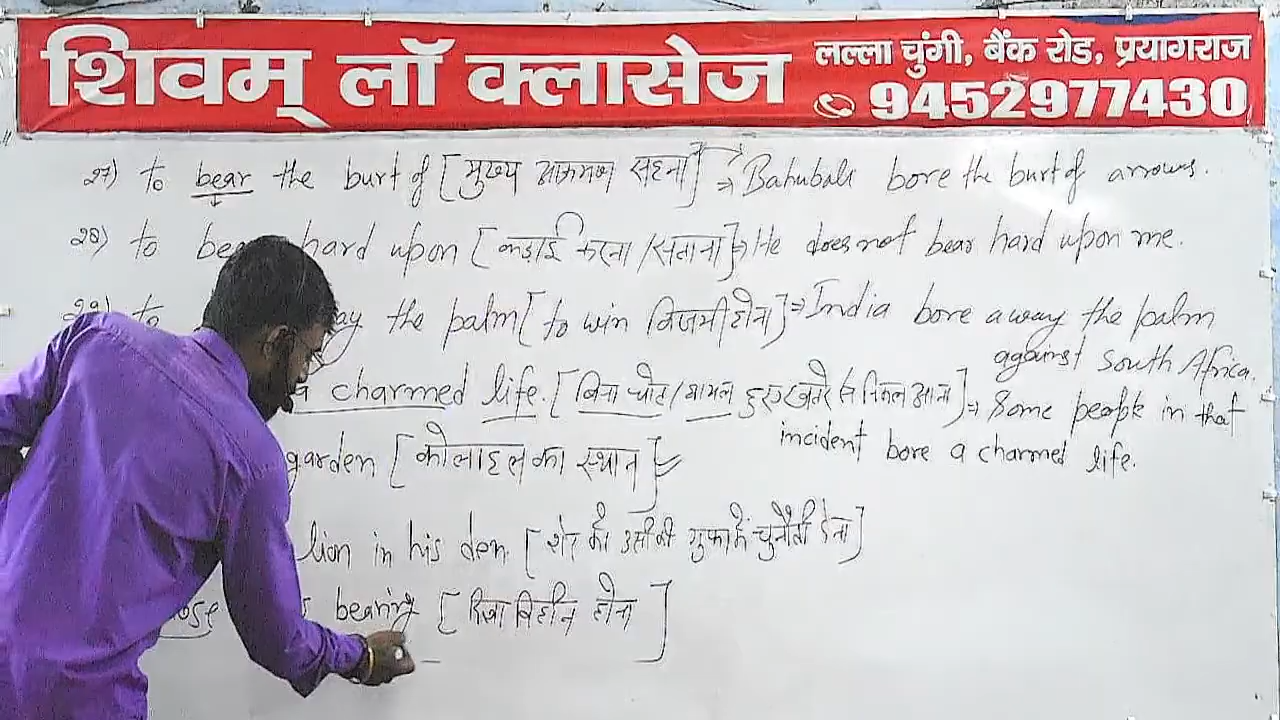 शिवम् लॉ क्लासेज
लल्ला चुंगी, बैंक रोड, प्रयागराज
9452977430
27) to bear the burt of [मुख्य आक्रमण सहना] ⇒ Bahubali bore the burt of arrows.
28) to hard upon [कड़ाई करना/सताना] ⇒ He does not bear hard upon me.
29) to the palm [to win विजयी होना] ⇒ India bore away the palm
against South Africa.
a charmed life. [बिना चोट/घायल हुए खतरे से निकल आना] ⇒ Some people in that
incident bore a charmed life.
garden [कोलाहल का स्थान]
lion in his den. [शेर को उसी की गुफा में चुनौती देना]
bearing [दिशा विहीन होना]